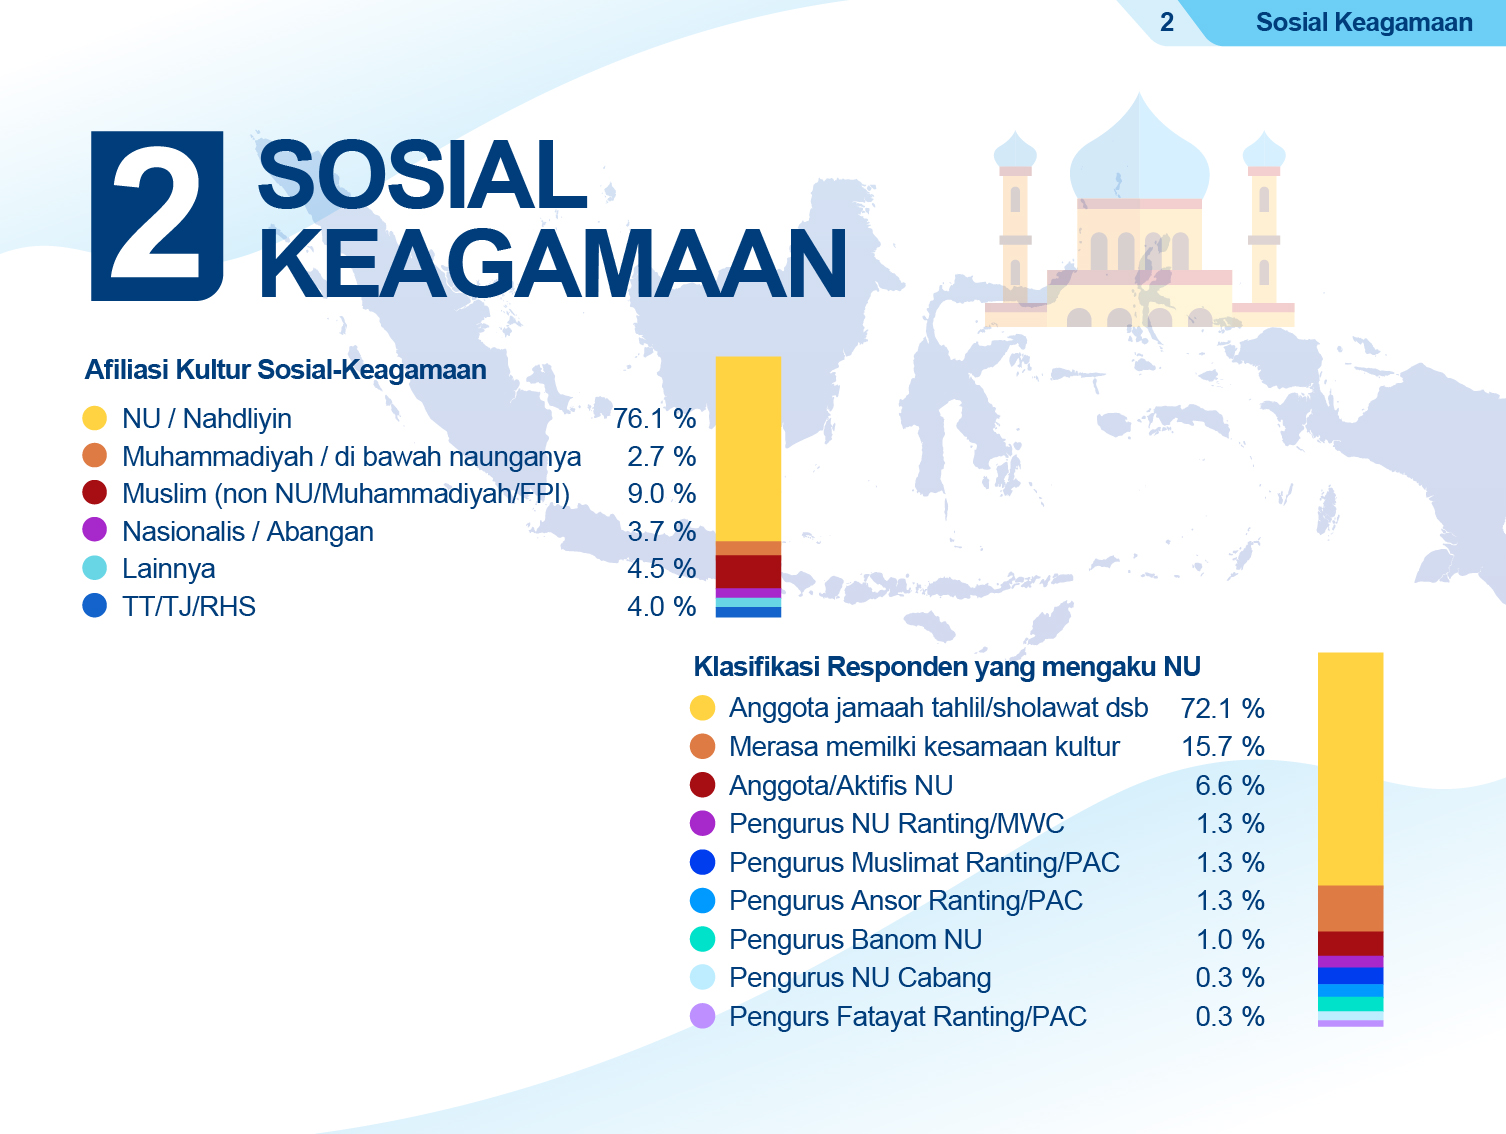 2 Sosial Keagamaan
2
SOSIAL
KEAGAMAAN
Afiliasi Kultur Sosial-Keagamaan
NU / Nahdliyin 76.1 %
Muhammadiyah / di bawah naunganya 2.7 %
Muslim (non NU/Muhammadiyah/FPI) 9.0 %
Nasionalis / Abangan 3.7 %
Lainnya 4.5 %
TT/TJ/RHS 4.0 %
Klasifikasi Responden yang mengaku NU
Anggota jamaah tahlil/sholawat dsb 72.1 %
Merasa memilki kesamaan kultur 15.7 %
Anggota/Aktifis NU 6.6 %
Pengurus NU Ranting/MWC 1.3 %
Pengurus Muslimat Ranting/PAC 1.3 %
Pengurus Ansor Ranting/PAC 1.3 %
Pengurus Banom NU 1.0 %
Pengurus NU Cabang 0.3 %
Pengurs Fatayat Ranting/PAC 0.3 %